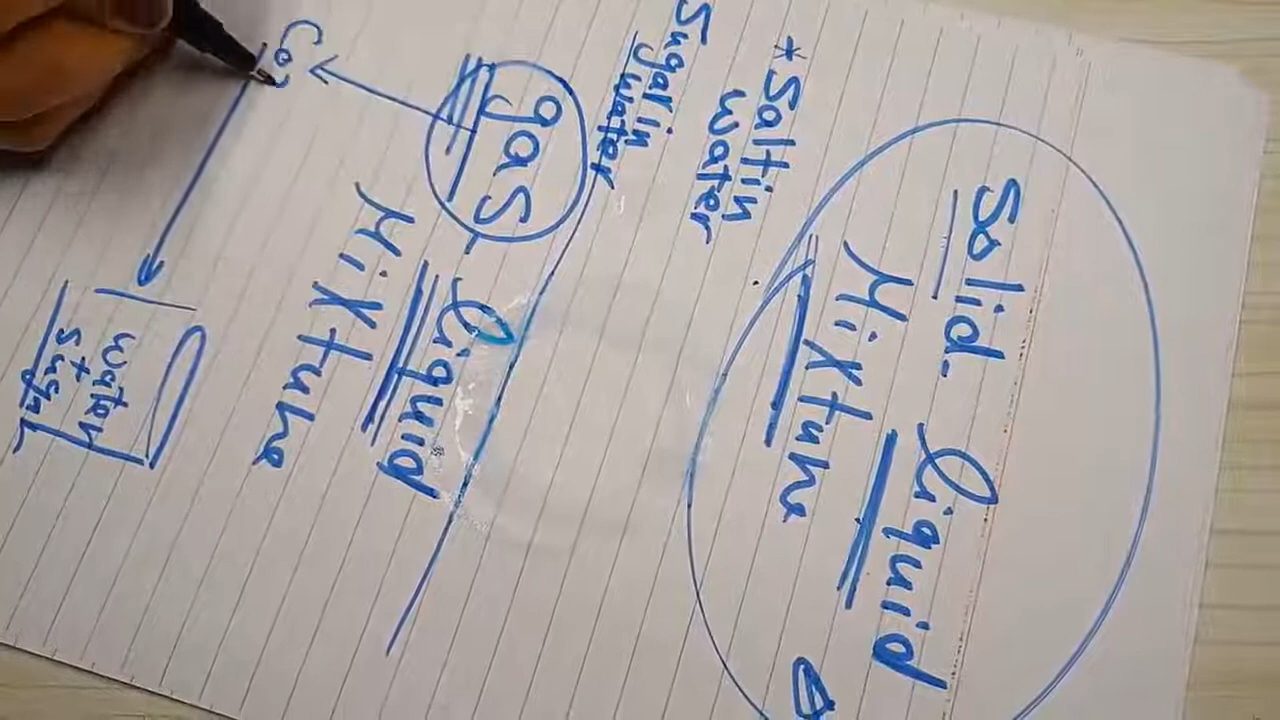 Solid. liquid
Mixture
*Salt in
water
Sugar in
water
gas - liquid
Mixture
Co2
water
+
Sugar